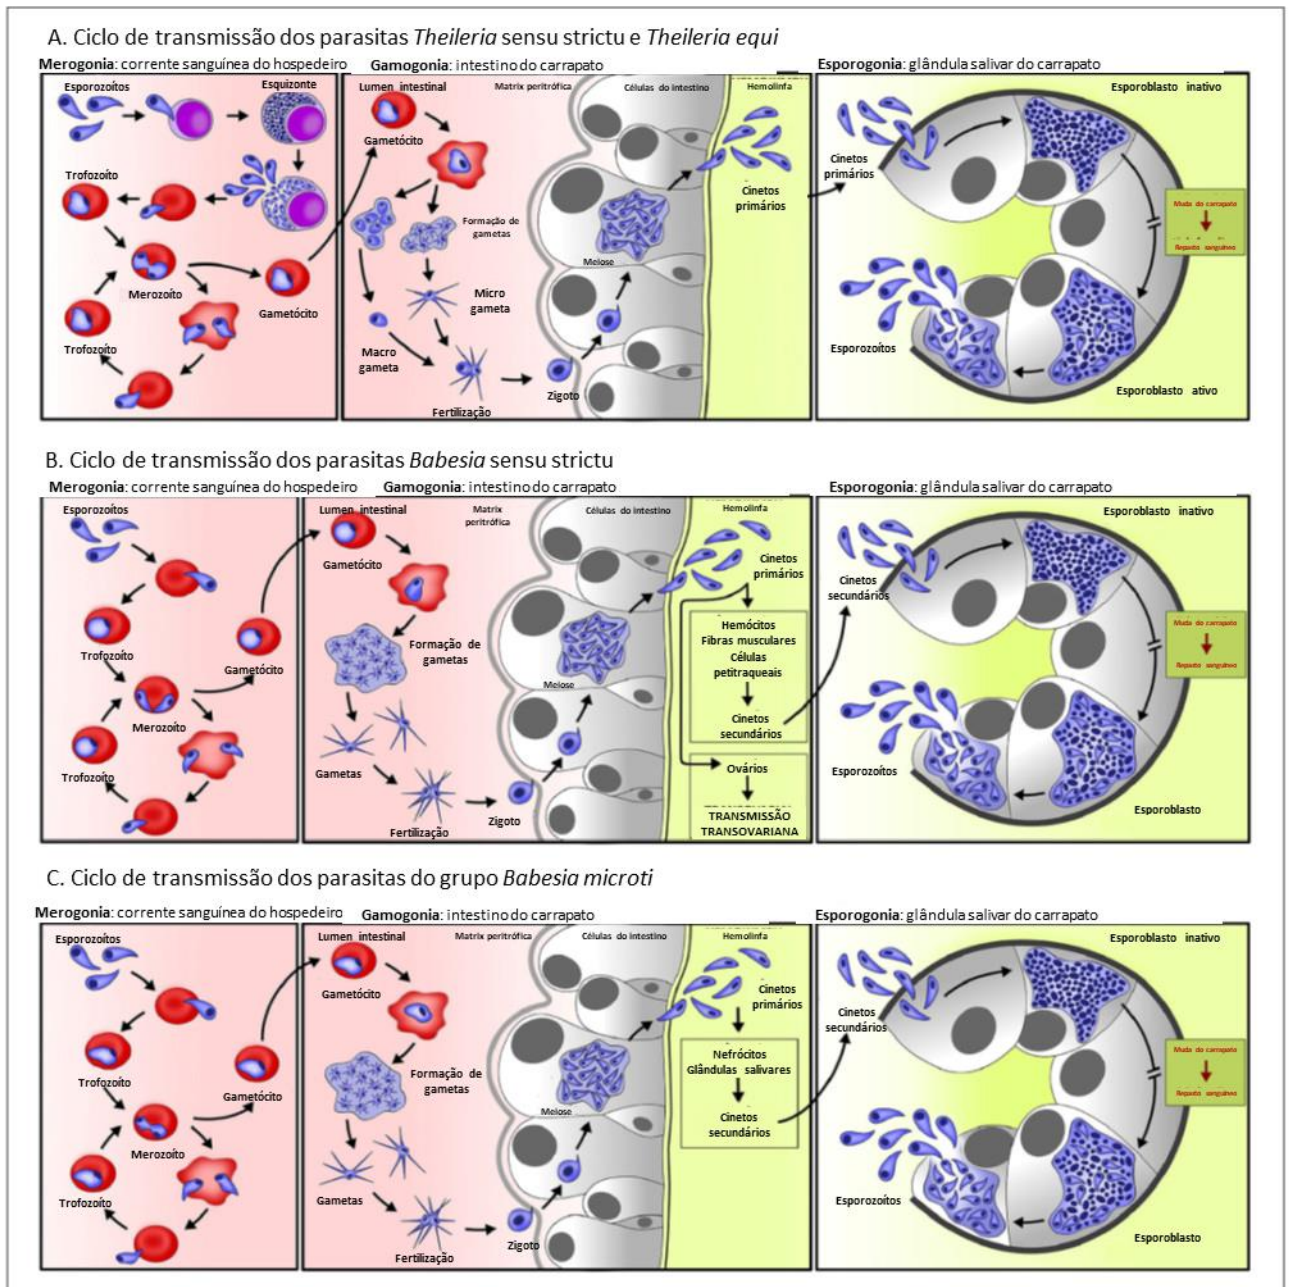 A. Ciclo de transmissão dos parasitas Theileria sensu strictu e Theileria equi
Merogonia: corrente sanguínea do hospedeiro
Gamogonia: intestino do carrapato
Esporogonia: glândula salivar do carrapato
Esporozoítos
Esquizonte
Trofozoíto
Merozoíto
Gametócito
Trofozoíto
Lumen intestinal
Matrix peritrófica
Células do intestino
Hemolinfa
Gametócito
Formação de
gametas
Micro
gameta
Macro
gameta
Fertilização
Zigoto
Meiose
Cinetos
primários
Cinetos
primários
Esporoblasto inativo
Muda do carrapato
Repasto sanguíneo
Esporozoítos
Esporoblasto ativo
B. Ciclo de transmissão dos parasitas Babesia sensu strictu
Merogonia: corrente sanguínea do hospedeiro
Gamogonia: intestino do carrapato
Esporogonia: glândula salivar do carrapato
Esporozoítos
Trofozoíto
Gametócito
Merozoíto
Trofozoíto
Lumen intestinal
Matrix
peritrófica
Células do intestino
Hemolinfa
Gametócito
Formação de
gametas
Gametas
Fertilização
Zigoto
Meiose
Cinetos
primários
Hemócitos
Fibras musculares
Células
petitraqueais
Cinetos
secundários
Ovários
TRANSMISSÃO
TRANSOVARIANA
Cinetos
secundários
Esporoblasto inativo
Muda do carrapato
Repasto sanguíneo
Esporozoítos
Esporoblasto
C. Ciclo de transmissão dos parasitas do grupo Babesia microti
Merogonia: corrente sanguínea do hospedeiro
Gamogonia: intestino do carrapato
Esporogonia: glândula salivar do carrapato
Esporozoítos
Trofozoíto
Gametócito
Merozoíto
Trofozoíto
Lumen intestinal
Matrix peritrófica
Células do intestino
Hemolinfa
Gametócito
Formação de
gametas
Gametas
Fertilização
Zigoto
Meiose
Cinetos
primários
Nefrócitos
Glândulas salivares
Cinetos
secundários
Cinetos
secundários
Esporoblasto inativo
Muda do carrapato
Repasto sanguíneo
Esporozoítos
Esporoblasto